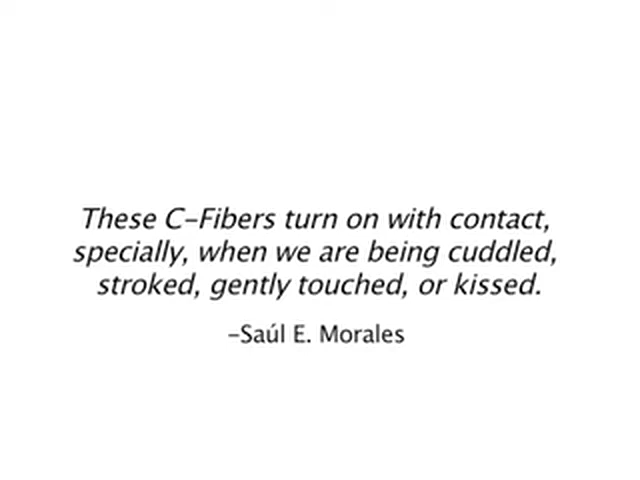 These C-Fibers turn on with contact,
specially, when we are being cuddled,
stroked, gently touched, or kissed.
-Saúl E. Morales